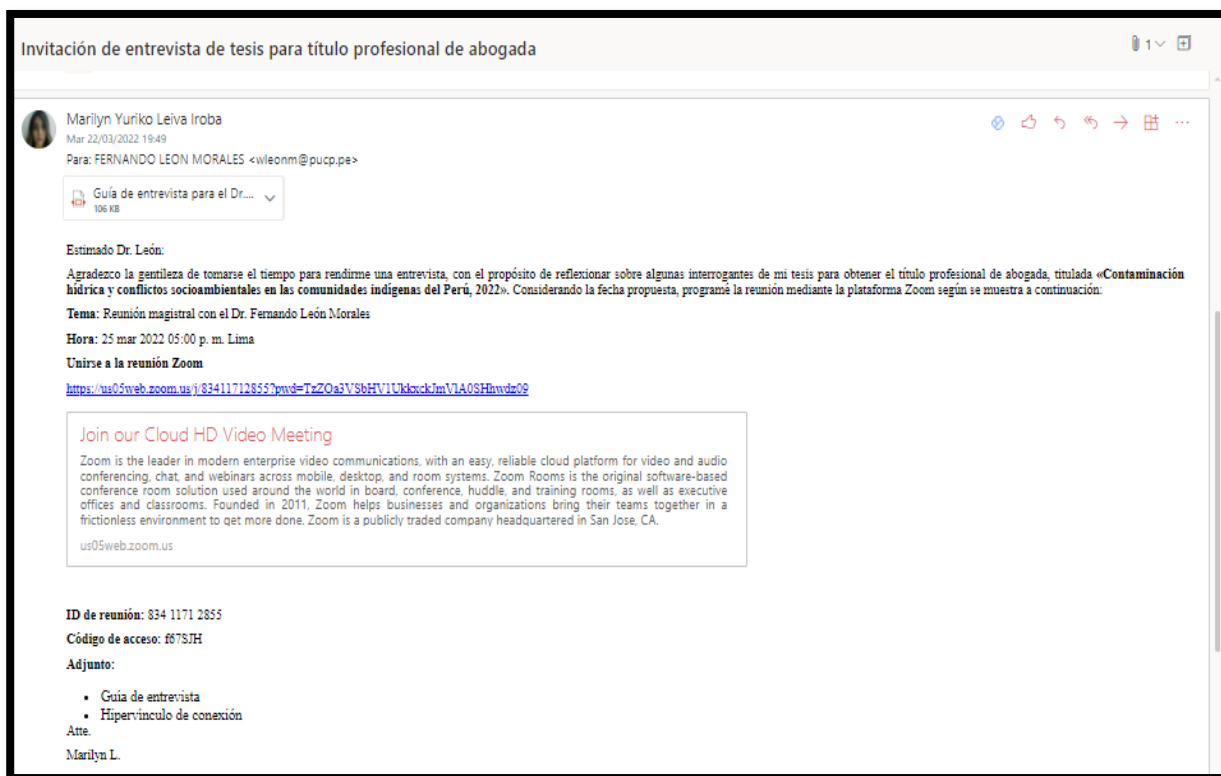 Invitación de entrevista de tesis para título profesional de abogada
1
Marilyn Yuriko Leiva Iroba
Mar 22/03/2022 19:49
Para: FERNANDO LEON MORALES <wleonm@pucp.pe>
Guía de entrevista para el Dr....
106 KB
Estimado Dr. León:
Agradezco la gentileza de tomarse el tiempo para rendirme una entrevista, con el propósito de reflexionar sobre algunas interrogantes de mi tesis para obtener el título profesional de abogada, titulada «Contaminación
hídrica y conflictos socioambientales en las comunidades indígenas del Perú, 2022». Considerando la fecha propuesta, programé la reunión mediante la plataforma Zoom según se muestra a continuación:
Tema: Reunión magistral con el Dr. Fernando León Morales
Hora: 25 mar 2022 05:00 p. m. Lima
Unirse a la reunión Zoom
https://us05web.zoom.us/j/83411712855?pwd=TzZOa3VSbHV1UkkxckJmVlA0SHhwdz09
Join our Cloud HD Video Meeting
Zoom is the leader in modern enterprise video communications, with an easy, reliable cloud platform for video and audio
conferencing, chat, and webinars across mobile, desktop, and room systems. Zoom Rooms is the original software-based
conference room solution used around the world in board, conference, huddle, and training rooms, as well as executive
offices and classrooms. Founded in 2011, Zoom helps businesses and organizations bring their teams together in a
frictionless environment to get more done. Zoom is a publicly traded company headquartered in San Jose, CA.
us05web.zoom.us
ID de reunión: 834 1171 2855
Código de acceso: f67SJH
Adjunto:
• Guía de entrevista
• Hipervínculo de conexión
Atte.
Marilyn L.